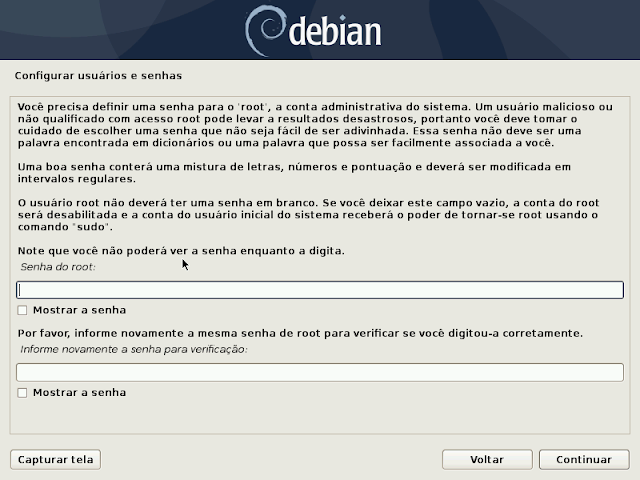 debian
Configurar usuários e senhas
Você precisa definir uma senha para o 'root', a conta administrativa do sistema. Um usuário malicioso ou
não qualificado com acesso root pode levar a resultados desastrosos, portanto você deve tomar o
cuidado de escolher uma senha que não seja fácil de ser adivinhada. Essa senha não deve ser uma
palavra encontrada em dicionários ou uma palavra que possa ser facilmente associada a você.
Uma boa senha conterá uma mistura de letras, números e pontuação e deverá ser modificada em
intervalos regulares.
O usuário root não deverá ter uma senha em branco. Se você deixar este campo vazio, a conta do root
será desabilitada e a conta do usuário inicial do sistema receberá o poder de tornar-se root usando o
comando "sudo".
Note que você não poderá ver a senha enquanto a digita.
Senha do root:
Mostrar a senha
Por favor, informe novamente a mesma senha de root para verificar se você digitou-a corretamente.
Informe novamente a senha para verificação:
Mostrar a senha
Capturar tela
Voltar
Continuar